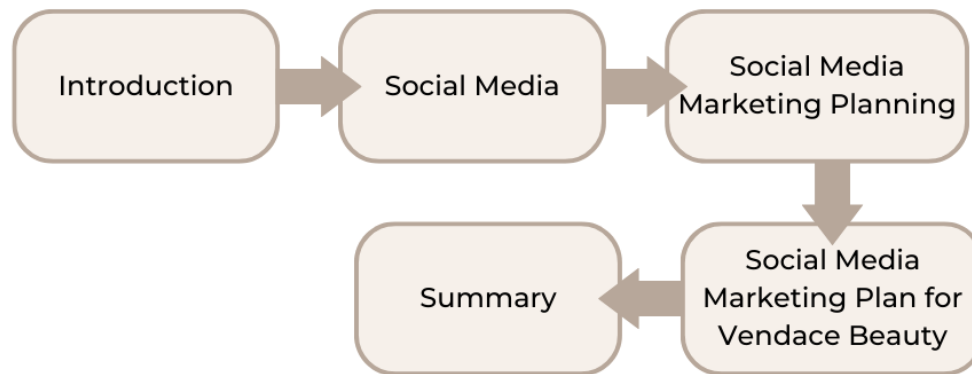 Introduction
Social Media
Social Media
Marketing Planning
Social Media
Marketing Plan for
Vendace Beauty
Summary